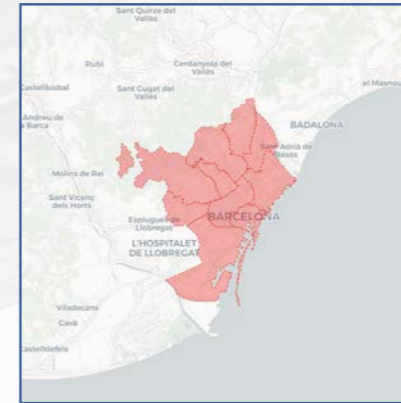 Sant Quirze del
Vallès
Rubí
Cerdanyola del
Vallès
el Masnou
Castellbisbal
Sant Cugat del
Vallès
Andreu de
la Barca
BADALONA
Sant Adrià de
Besòs
Molins de Rei
Sant Vicenç
dels Horts
Esplugues de
Llobregat
BARCELONA
L'HOSPITALET
DE LLOBREGAT
Viladecans
Gavà
Castelldefels